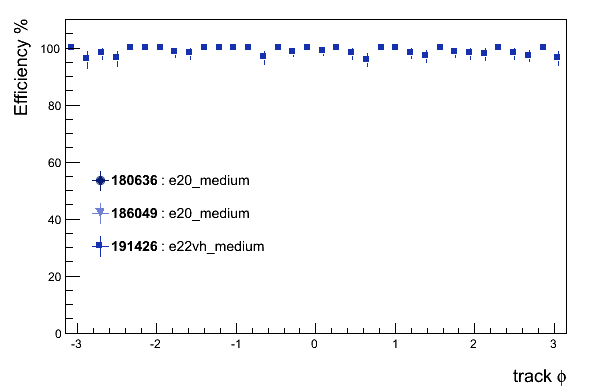 Efficiency %
100
80
60
40
20
0
180636 : e20_medium
186049 : e20_medium
191426 : e22vh_medium
-3 -2 -1 0 1 2 3
track ϕ